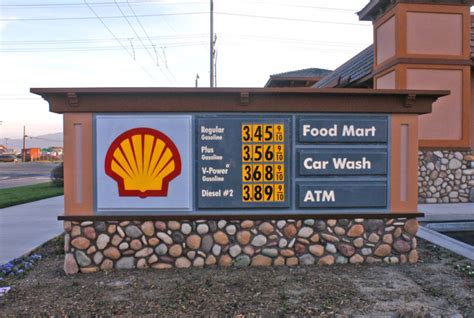 Regular
Gasoline
3.45 9/10
Plus
Gasoline
3.56 9/10
V-Power
Gasoline
3.68 9/10
Diesel #2
3.89 9/10
Food Mart
Car Wash
ATM